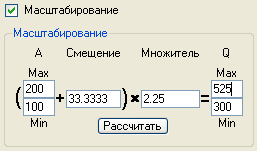 Масштабирование
Масштабирование
A Смещение Множитель Q
Max Max
200 525
( + 33.3333 ) × 2.25 =
100 300
Min Min
Рассчитать